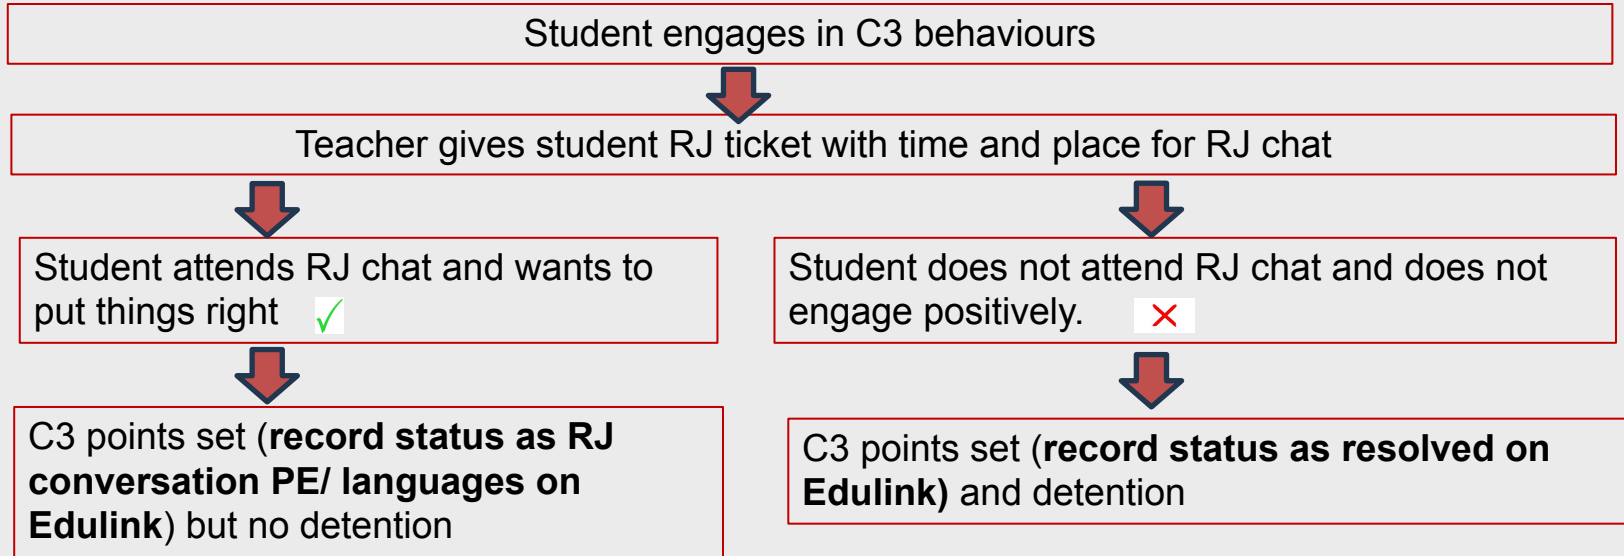 Student engages in C3 behaviours
Teacher gives student RJ ticket with time and place for RJ chat
Student attends RJ chat and wants to
put things right
Student does not attend RJ chat and does not
engage positively.
C3 points set (record status as RJ
conversation PE/ languages on
Edulink) but no detention
C3 points set (record status as resolved on
Edulink) and detention